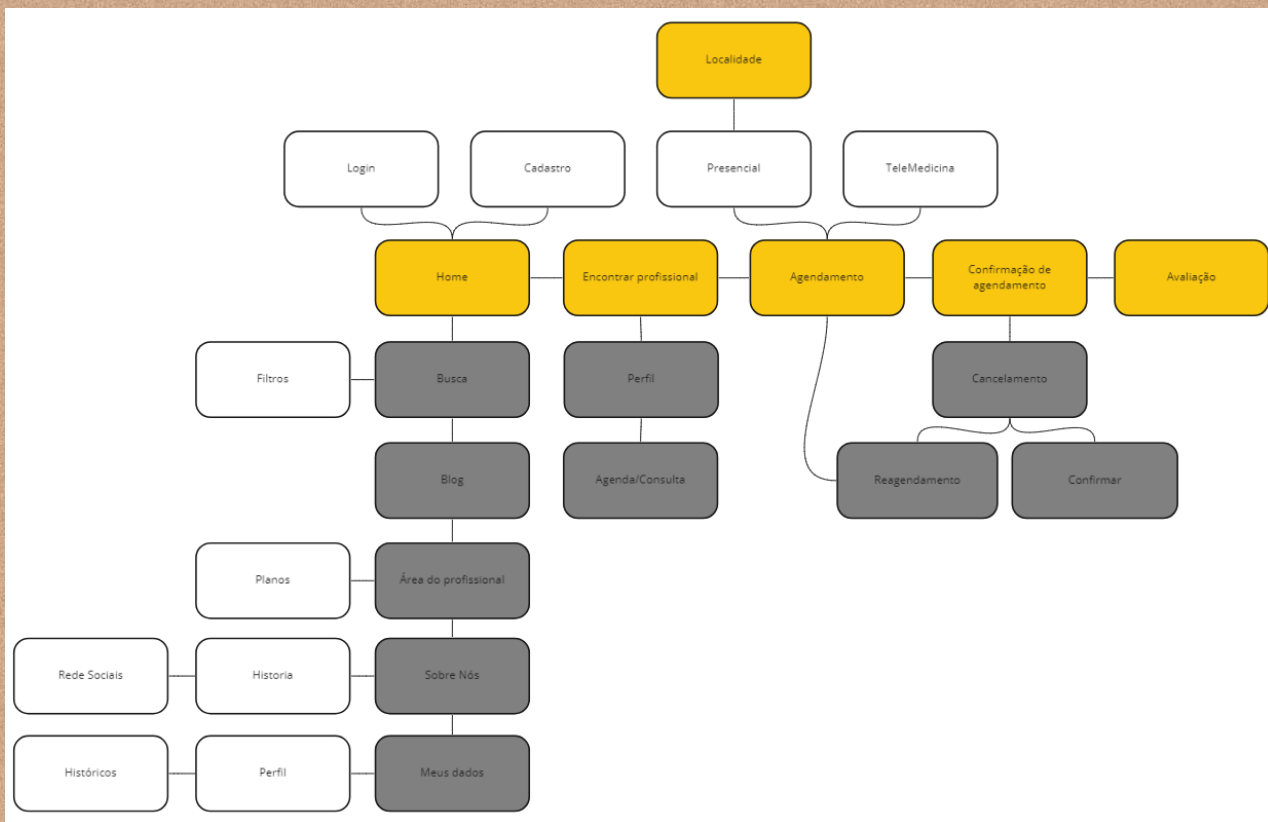 Localidade
Login
Cadastro
Presencial
TeleMedicina
Home
Encontrar profissional
Agendamento
Confirmação de
agendamento
Avaliação
Filtros
Busca
Perfil
Cancelamento
Blog
Agenda/Consulta
Reagendamento
Confirmar
Planos
Área do profissional
Rede Sociais
Historia
Sobre Nós
Históricos
Perfil
Meus dados